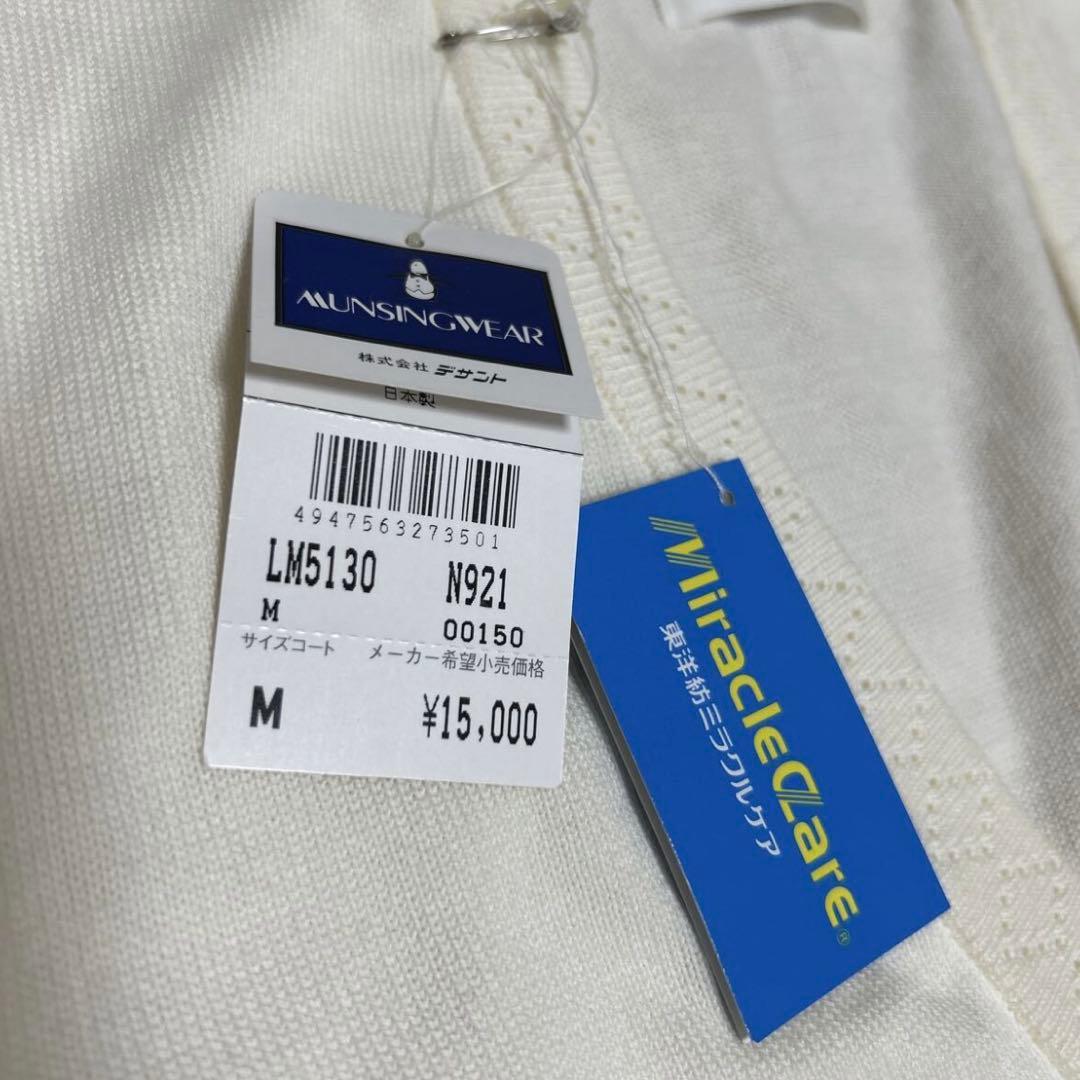 MUNSINGWEAR
株式会社 デサント
日本製
4947563273501
LM5130 N921
M 00150
サイズコート メーカー希望小売価格
M ¥15,000
MiracleCare®
東洋紡ミラクルケア